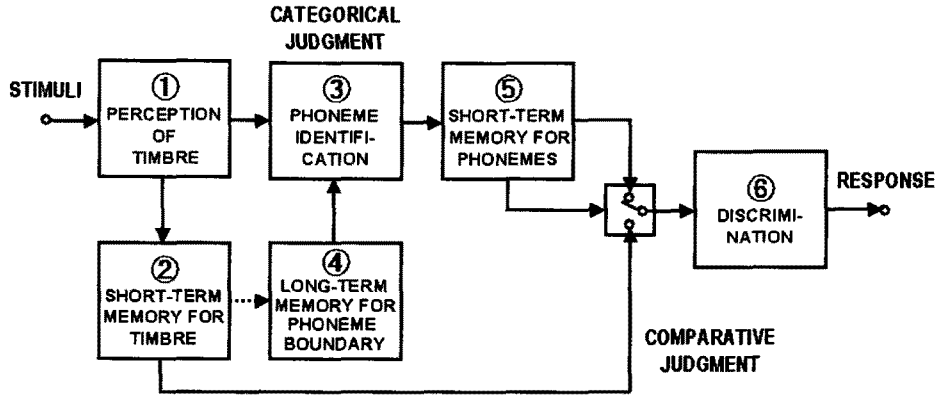 CATEGORICAL
JUDGMENT
STIMULI
①
PERCEPTION
OF
TIMBRE
③
PHONEME
IDENTIFI-
CATION
⑤
SHORT-TERM
MEMORY FOR
PHONEMES
⑥
DISCRIMI-
NATION
RESPONSE
②
SHORT-TERM
MEMORY FOR
TIMBRE
④
LONG-TERM
MEMORY FOR
PHONEME
BOUNDARY
COMPARATIVE
JUDGMENT